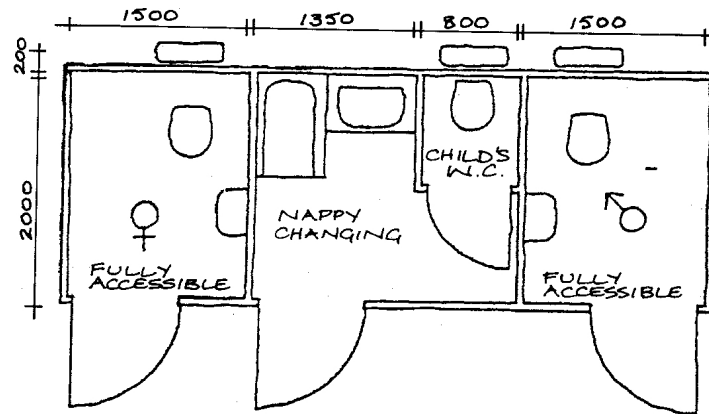 1500
1350
800
1500
200
2000
CHILD'S
W.C.
NAPPY
CHANGING
FULLY
ACCESSIBLE
FULLY
ACCESSIBLE